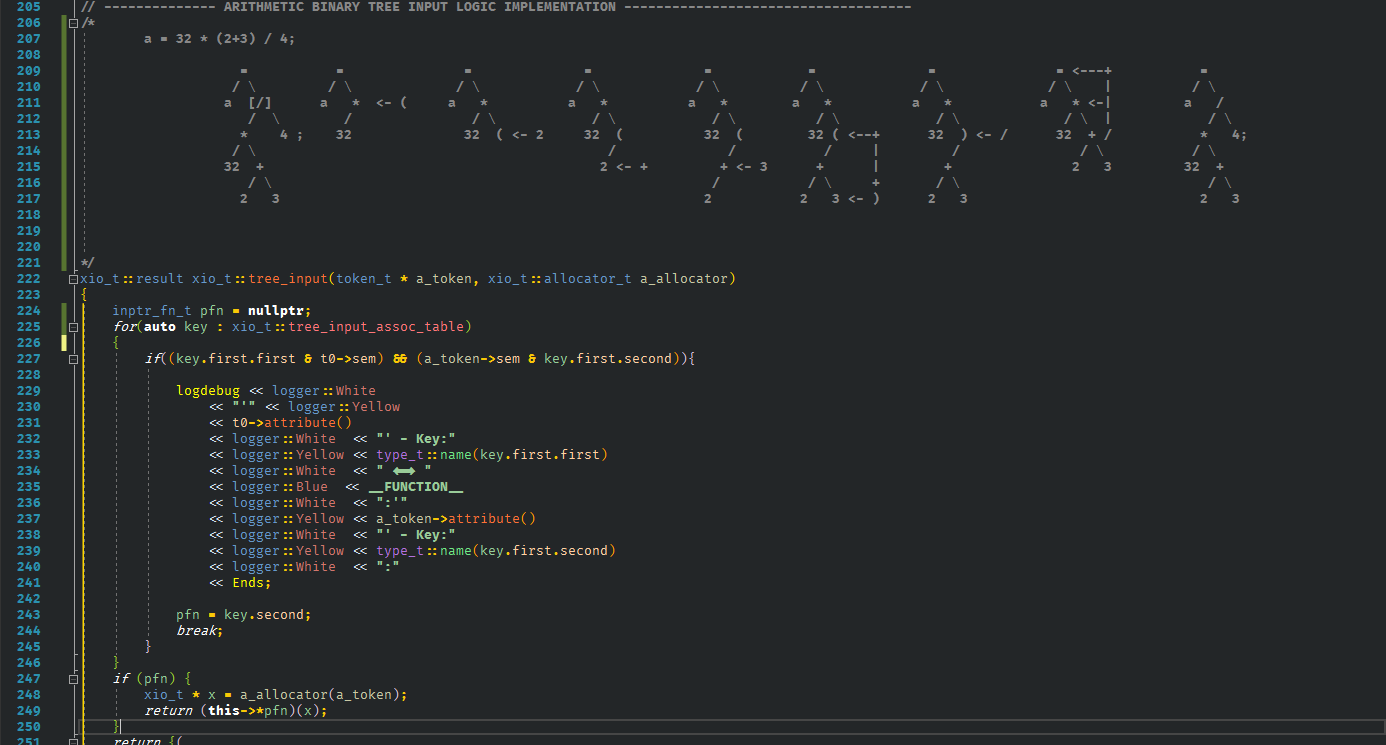 205 // -------------- ARITHMETIC BINARY TREE INPUT LOGIC IMPLEMENTATION ------------------------------------
206 /*
207         a = 32 * (2+3) / 4;
208
209                     =           =               =              =              =            =              =               = <---+           =
210                    / \         / \             / \            / \            / \          / \            / \             / \    |          / \
211                   a  [/]      a   *  <- (     a   *          a   *          a   *        a   *          a   *           a   * <-|         a   /
212                      /  \        /               / \            / \            / \          / \            / \             / \  |            / \
213                     *    4 ;    32              32  ( <- 2     32  (          32  (        32 ( <--+      32  ) <- /      32  + /           *   4;
214                    / \                                           /              /            /     |         /               / \           / \
215                   32  +                                         2 <- +         + <- 3       +      |        +               2   3         32  +
216                      / \                                                      /            / \     +       / \                               / \
217                     2   3                                                    2            2   3 <- )      2   3                             2   3
218
219
220
221 */
222 xio_t::result xio_t::tree_input(token_t * a_token, xio_t::allocator_t a_allocator)
223 {
224     inptr_fn_t pfn = nullptr;
225     for(auto key : xio_t::tree_input_assoc_table)
226     {
227         if((key.first.first & t0->sem) && (a_token->sem & key.first.second)){
228
229             logdebug << logger::White
230                 << "'" << logger::Yellow
231                 << t0->attribute()
232                 << logger::White  << "' - Key:"
233                 << logger::Yellow << type_t::name(key.first.first)
234                 << logger::White  << " <==> "
235                 << logger::Blue  << __FUNCTION__
236                 << logger::White  << ":'"
237                 << logger::Yellow << a_token->attribute()
238                 << logger::White  << "' - Key:"
239                 << logger::Yellow << type_t::name(key.first.second)
240                 << logger::White  << ":"
241                 << Ends;
242
243             pfn = key.second;
244             break;
245         }
246     }
247     if (pfn) {
248         xio_t * x = a_allocator(a_token);
249         return (this->*pfn)(x);
250     }
251     return {(